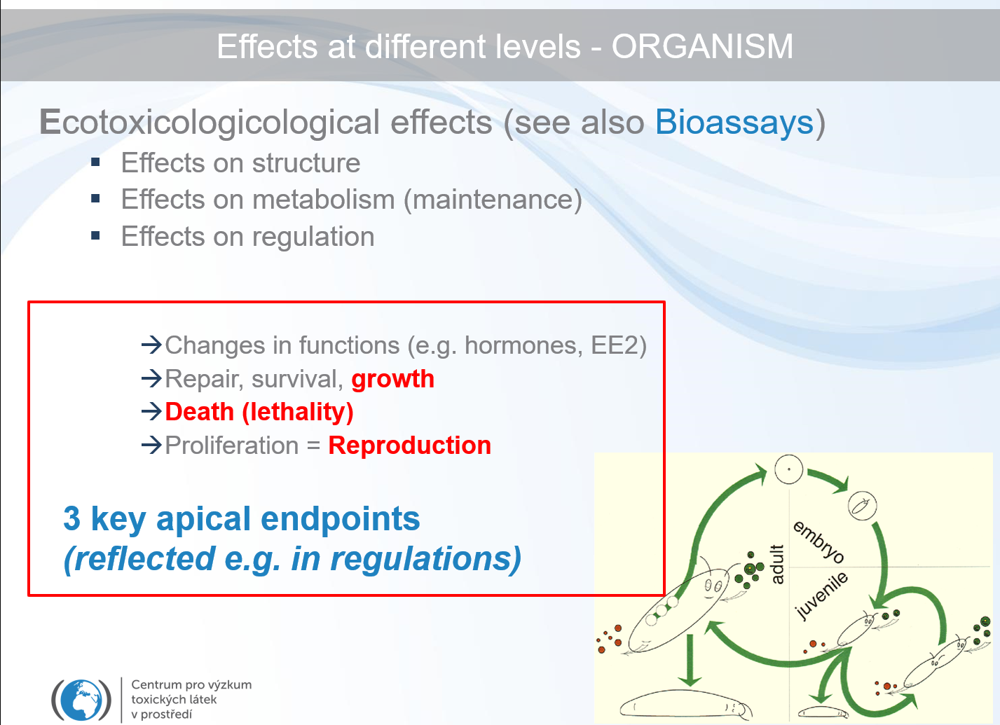 Effects at different levels - ORGANISM
Ecotoxicologicological effects (see also Bioassays)
Effects on structure
Effects on metabolism (maintenance)
Effects on regulation
→Changes in functions (e.g. hormones, EE2)
→Repair, survival, growth
→Death (lethality)
→Proliferation = Reproduction
3 key apical endpoints
(reflected e.g. in regulations)
adult
embryo
juvenile
Centrum pro výzkum
toxických látek
v prostředí